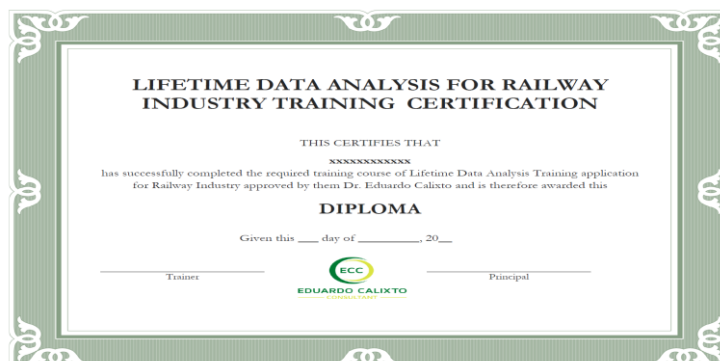 LIFETIME DATA ANALYSIS FOR RAILWAY
INDUSTRY TRAINING CERTIFICATION
THIS CERTIFIES THAT
xxxxxxxxxxxx
has successfully completed the required training course of Lifetime Data Analysis Training application
for Railway Industry approved by them Dr. Eduardo Calixto and is therefore awarded this
DIPLOMA
Given this ___ day of _________, 20__
ECC
EDUARDO CALIXTO
CONSULTANT
Trainer
Principal